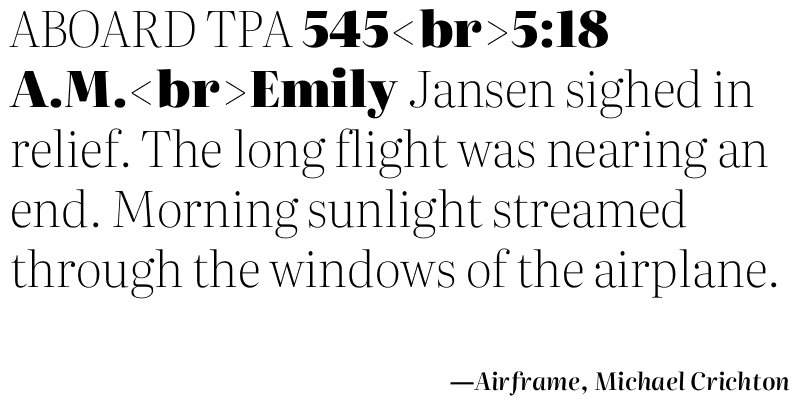 ABOARD TPA 545<br>5:18
A.M.<br>Emily Jansen sighed in
relief. The long flight was nearing an
end. Morning sunlight streamed
through the windows of the airplane.
—Airframe, Michael Crichton